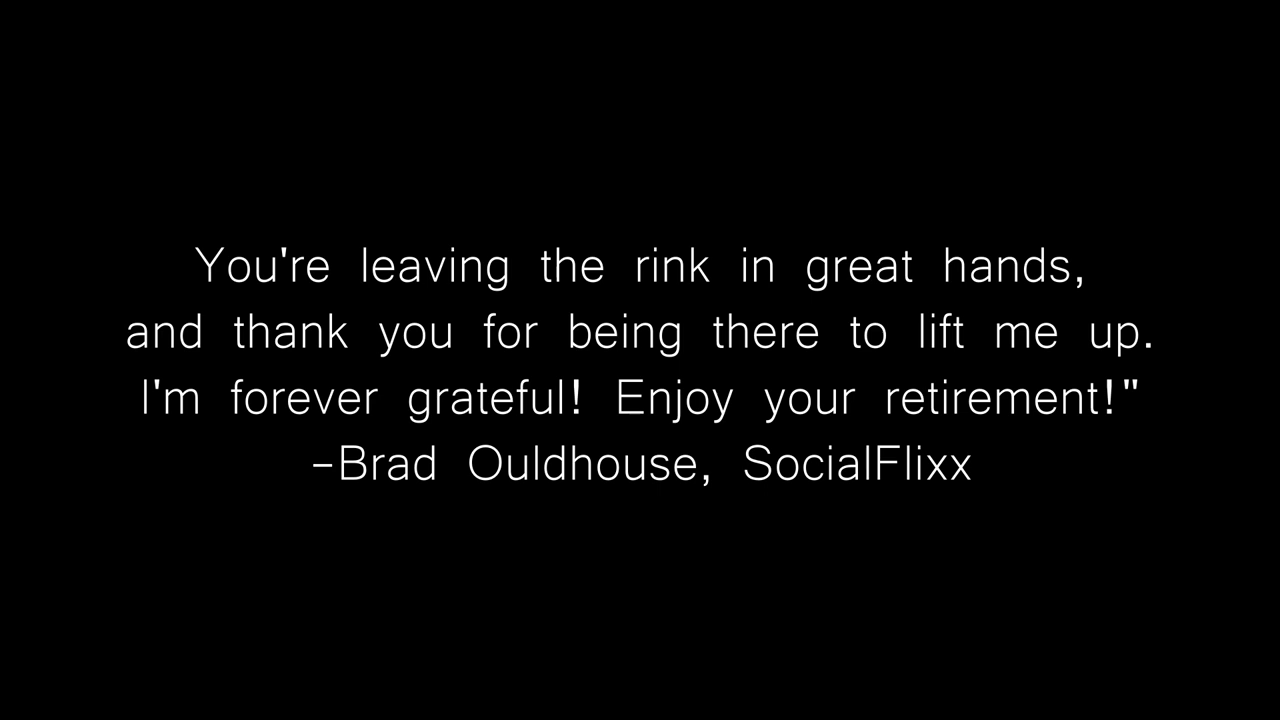 You're leaving the rink in great hands,
and thank you for being there to lift me up.
I'm forever grateful! Enjoy your retirement!"
-Brad Ouldhouse, SocialFlixx